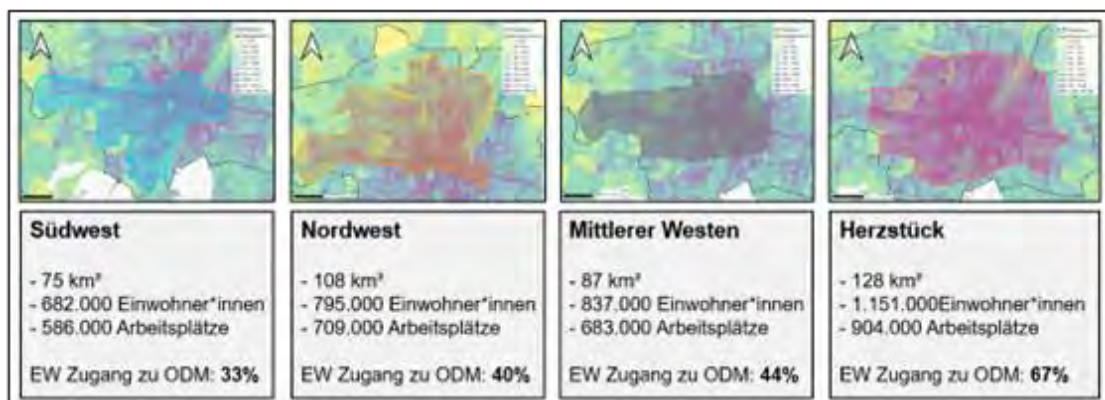 Südwest
- 75 km²
- 682.000 Einwohner*innen
- 586.000 Arbeitsplätze
EW Zugang zu ODM: 33%
Nordwest
- 108 km²
- 795.000 Einwohner*innen
- 709.000 Arbeitsplätze
EW Zugang zu ODM: 40%
Mittlerer Westen
- 87 km²
- 837.000 Einwohner*innen
- 683.000 Arbeitsplätze
EW Zugang zu ODM: 44%
Herzstück
- 128 km²
- 1.151.000Einwohner*innen
- 904.000 Arbeitsplätze
EW Zugang zu ODM: 67%